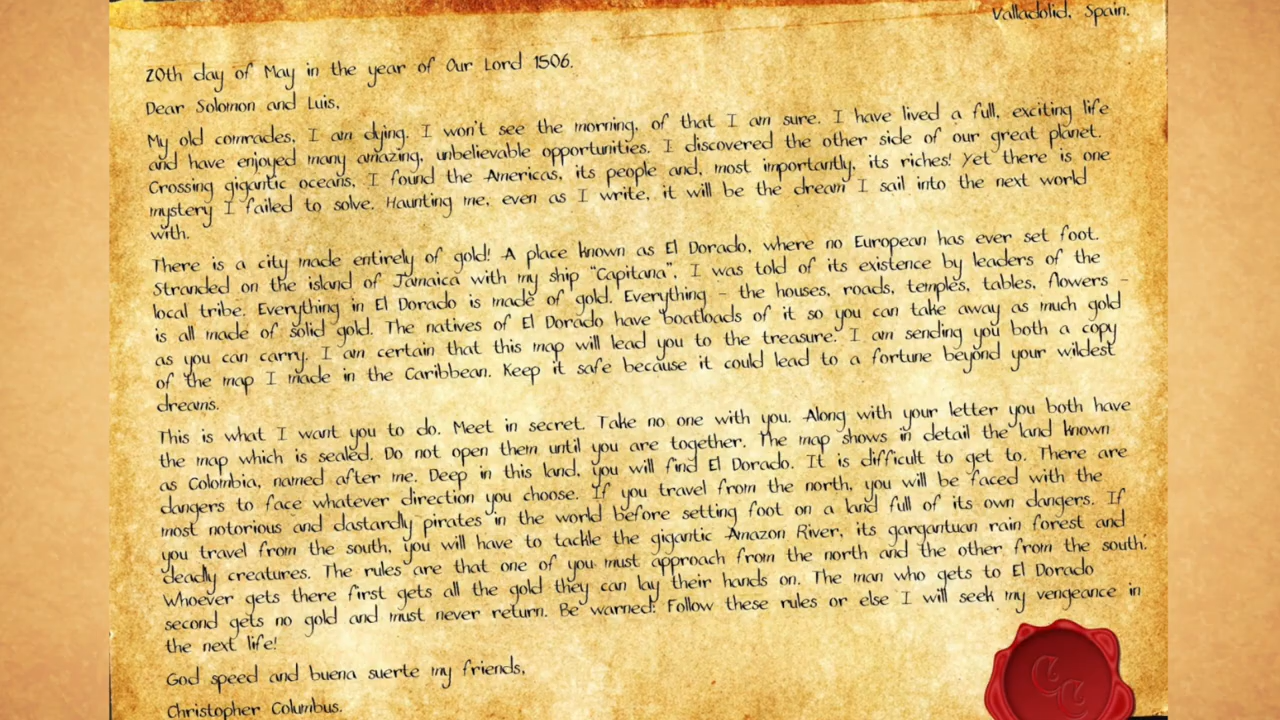 Valladolid, Spain.
20th day of May in the year of Our Lord 1506.
Dear Solomon and Luis,
My old comrades, I am dying. I won't see the morning, of that I am sure. I have lived a full, exciting life
and have enjoyed many amazing, unbelievable opportunities. I discovered the other side of our great planet.
Crossing gigantic oceans, I found the Americas, its people and, most importantly, its riches! Yet there is one
mystery I failed to solve. Haunting me, even as I write, it will be the dream I sail into the next world
with.
There is a city made entirely of gold! A place known as El Dorado, where no European has ever set foot.
Stranded on the island of Jamaica with my ship "Capitana", I was told of its existence by leaders of the
local tribe. Everything in El Dorado is made of gold. Everything - the houses, roads, temples, tables, flowers -
is all made of solid gold. The natives of El Dorado have boatloads of it so you can take away as much gold
as you can carry. I am certain that this map will lead you to the treasure. I am sending you both a copy
of the map I made in the Caribbean. Keep it safe because it could lead to a fortune beyond your wildest
dreams.
This is what I want you to do. Meet in secret. Take no one with you. Along with your letter you both have
the map which is sealed. Do not open them until you are together. The map shows in detail the land known
as Colombia, named after me. Deep in this land, you will find El Dorado. It is difficult to get to. There are
dangers to face whatever direction you choose. If you travel from the north, you will be faced with the
most notorious and dastardly pirates in the world before setting foot on a land full of its own dangers. If
you travel from the south, you will have to tackle the gigantic Amazon River, its gargantuan rain forest and
deadly creatures. The rules are that one of you must approach from the north and the other from the south.
Whoever gets there first gets all the gold they can lay their hands on. The man who gets to El Dorado
second gets no gold and must never return. Be warned! Follow these rules or else I will seek my vengeance in
the next life!
God speed and buena suerte my friends,
Christopher Columbus.
CC